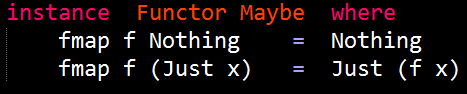 instance  Functor Maybe  where
    fmap f Nothing    =  Nothing
    fmap f (Just x)   =  Just (f x)